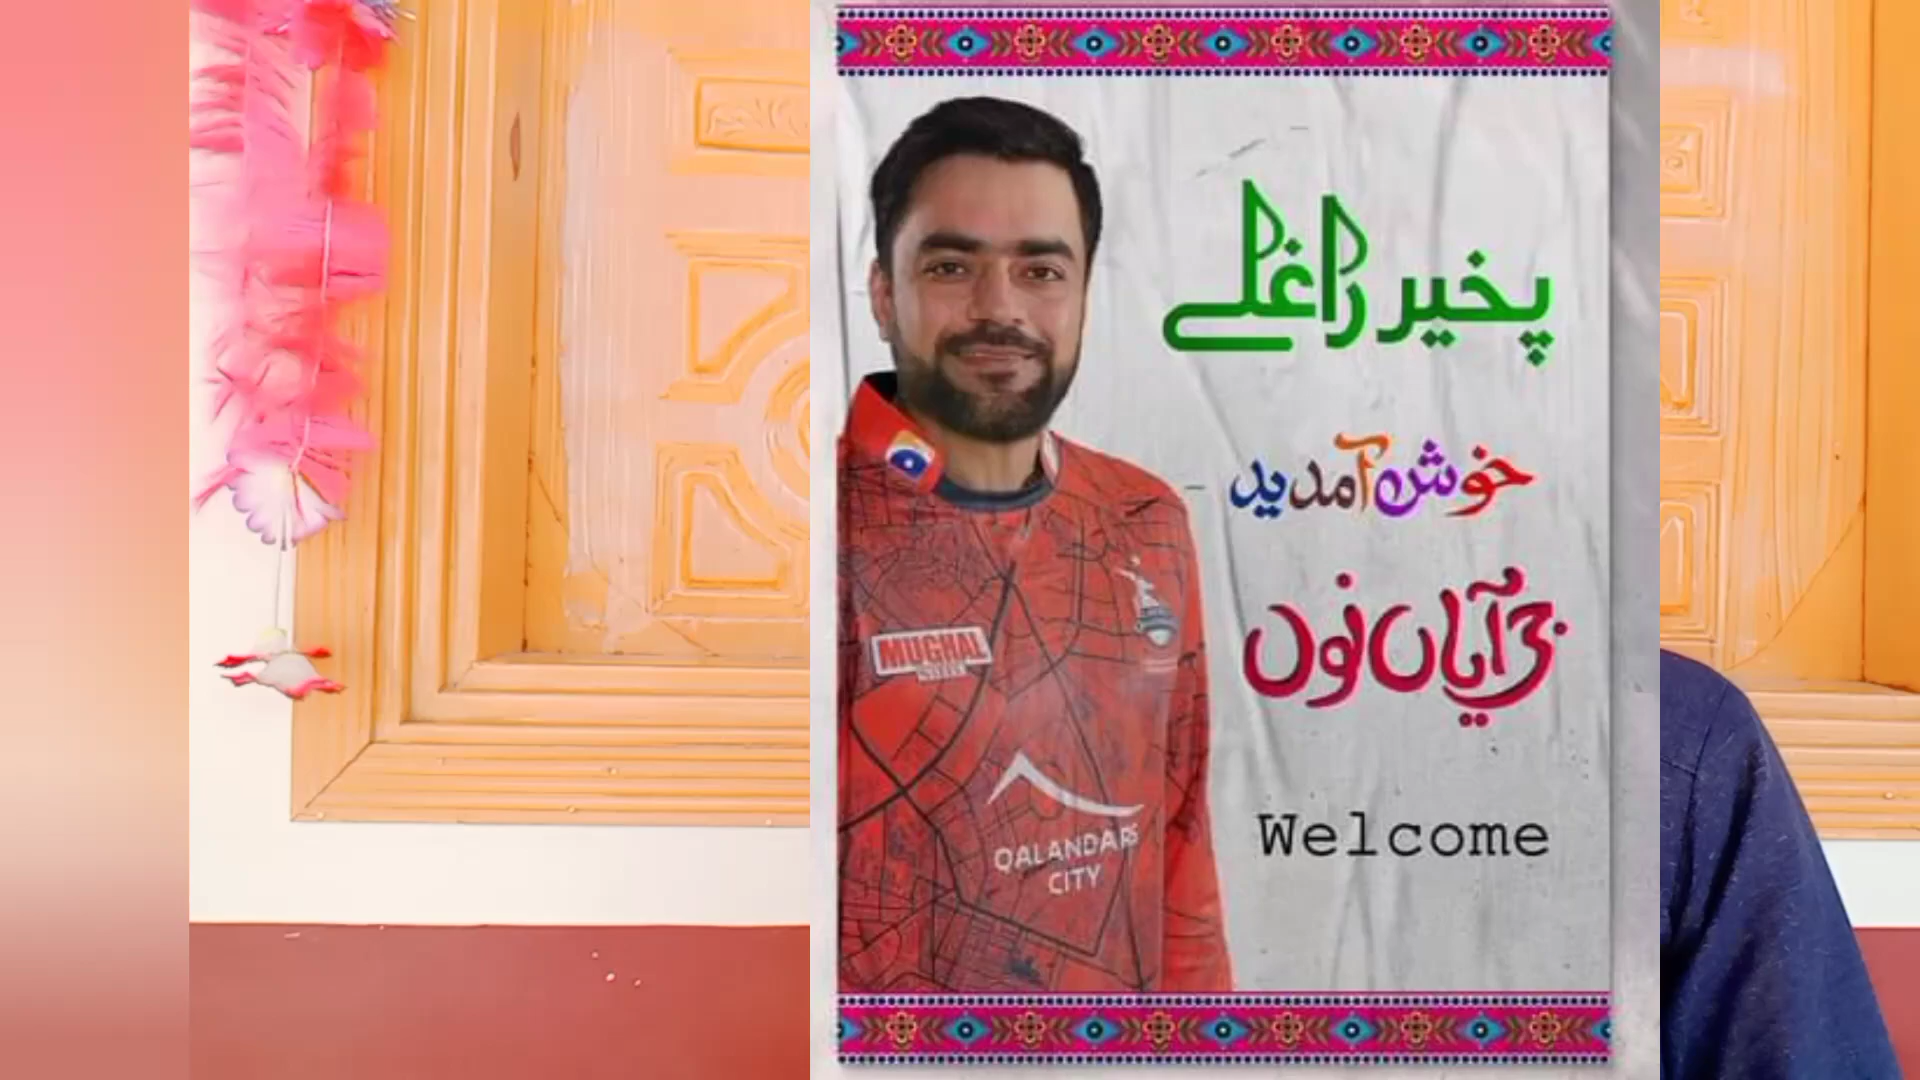 پخیر راغلے
خوش آمدید
جی آیاں نوں
Welcome
MUGHAL
QALANDARS
CITY